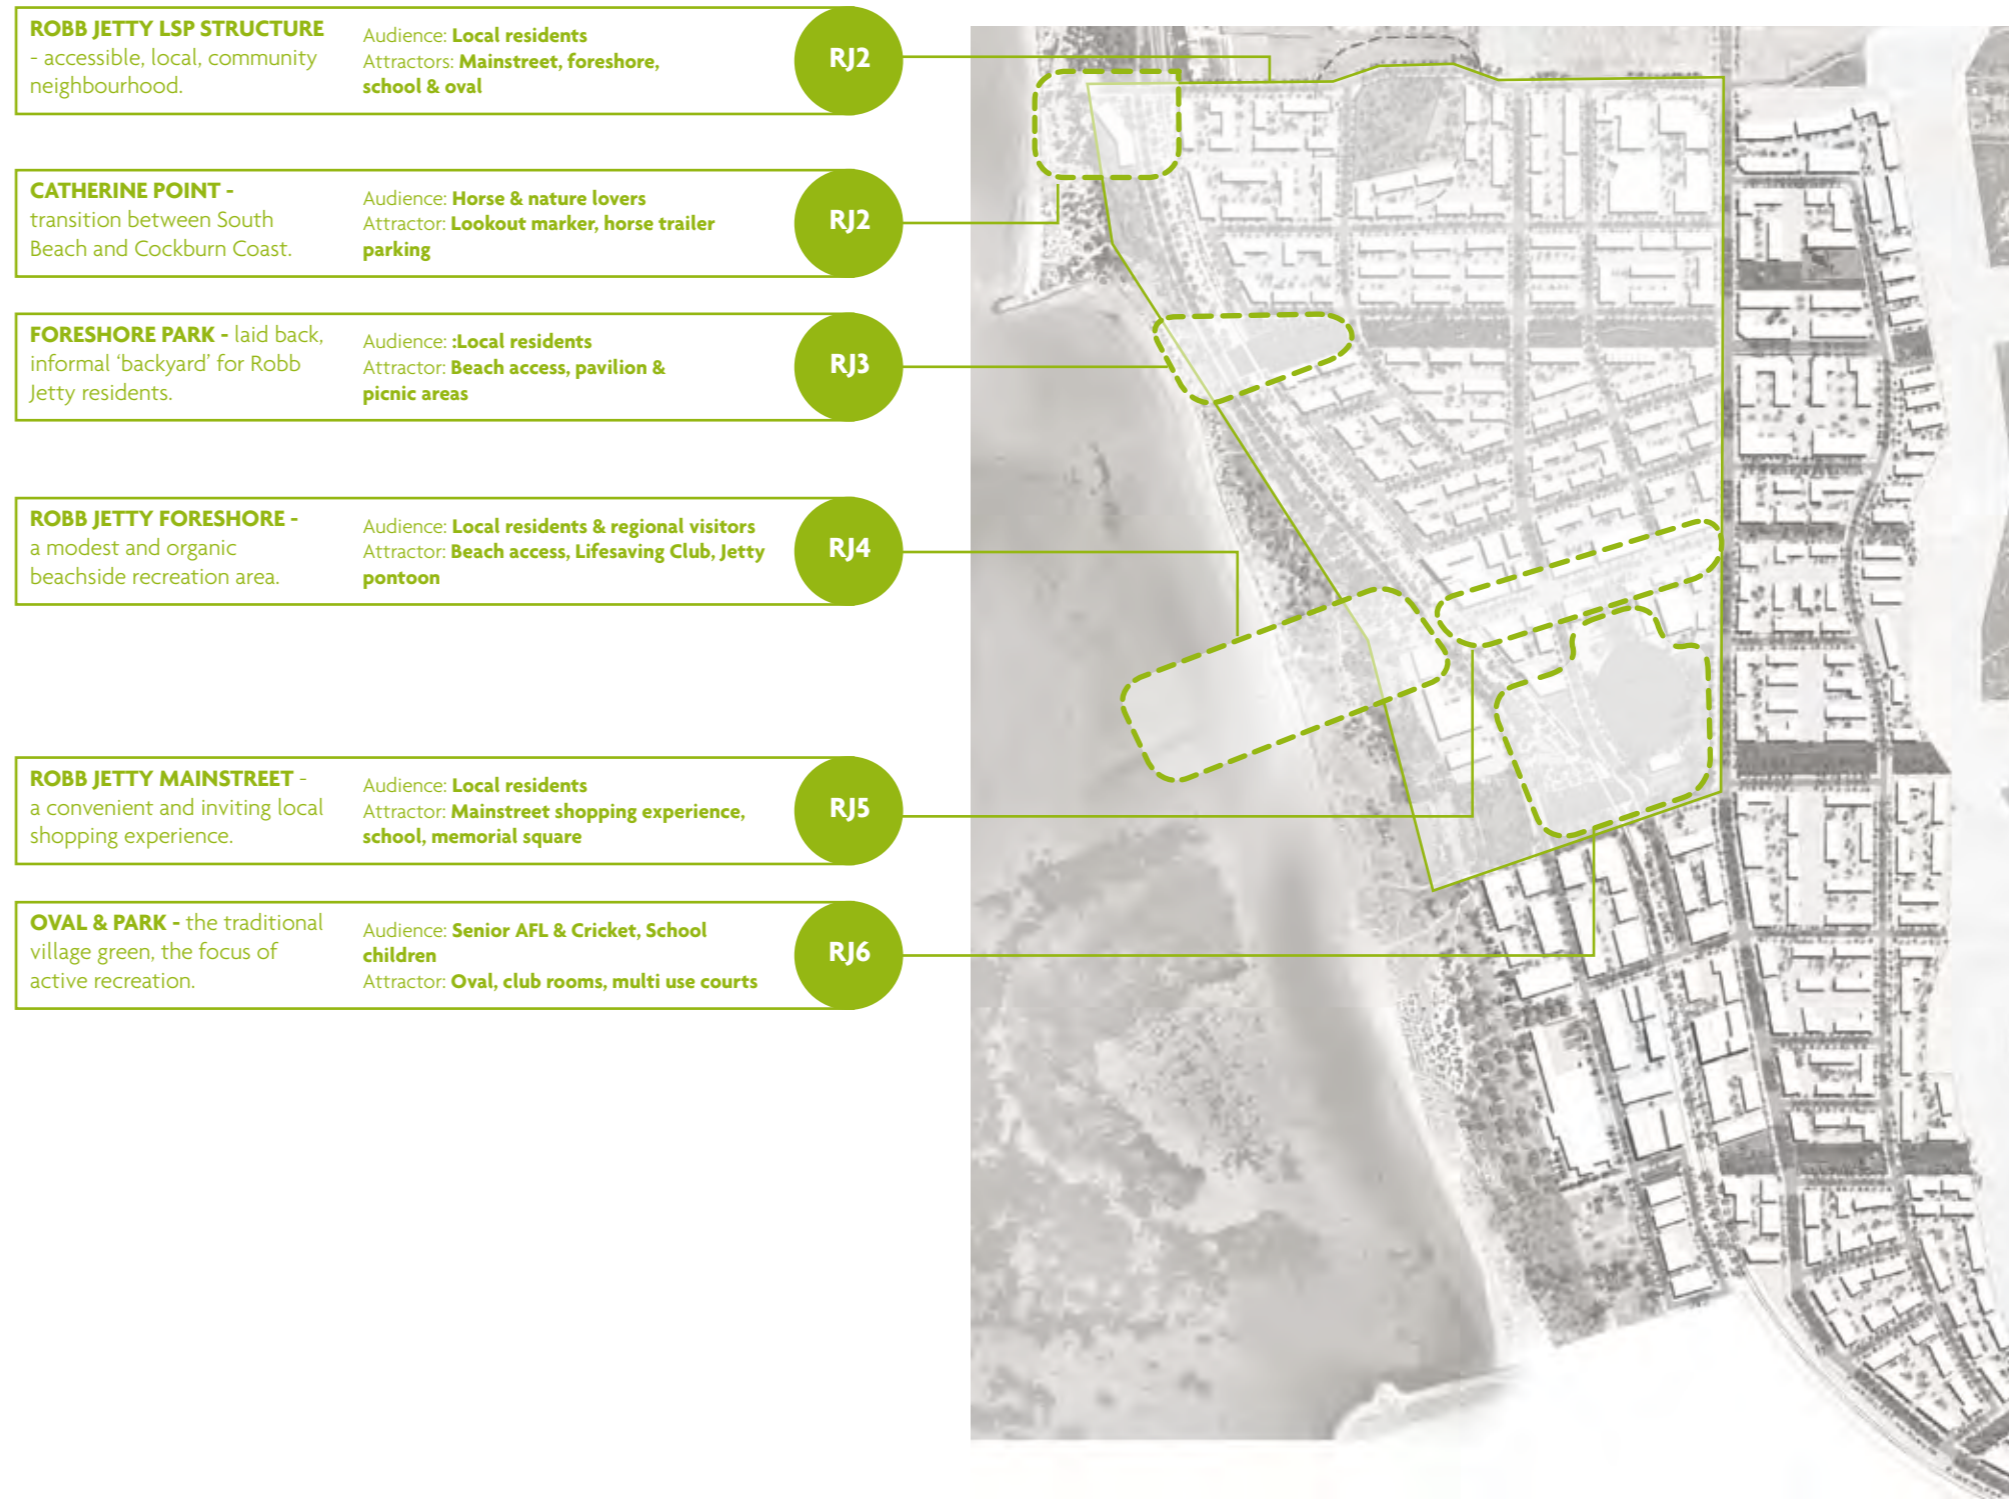 ROBB JETTY LSP STRUCTURE
- accessible, local, community
neighbourhood.
Audience: Local residents
Attractors: Mainstreet, foreshore,
school & oval
RJ2
CATHERINE POINT -
transition between South
Beach and Cockburn Coast.
Audience: Horse & nature lovers
Attractor: Lookout marker, horse trailer
parking
RJ2
FORESHORE PARK - laid back,
informal ‘backyard’ for Robb
Jetty residents.
Audience: :Local residents
Attractor: Beach access, pavilion &
picnic areas
RJ3
ROBB JETTY FORESHORE -
a modest and organic
beachside recreation area.
Audience: Local residents & regional visitors
Attractor: Beach access, Lifesaving Club, Jetty
pontoon
RJ4
ROBB JETTY MAINSTREET -
a convenient and inviting local
shopping experience.
Audience: Local residents
Attractor: Mainstreet shopping experience,
school, memorial square
RJ5
OVAL & PARK - the traditional
village green, the focus of
active recreation.
Audience: Senior AFL & Cricket, School
children
Attractor: Oval, club rooms, multi use courts
RJ6